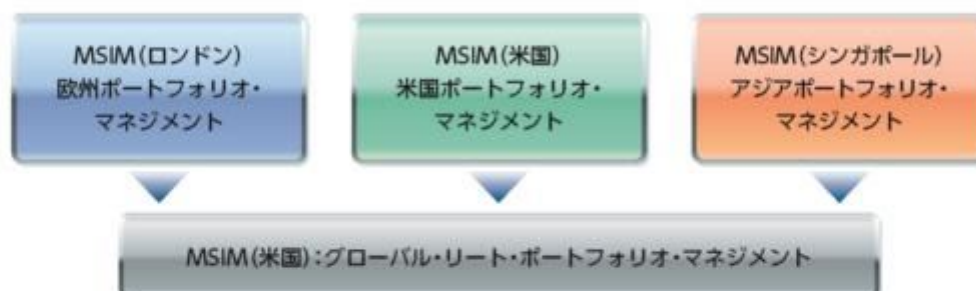 MSIM(ロンドン)
欧州ポートフォリオ・
マネジメント
MSIM(米国)
米国ポートフォリオ・
マネジメント
MSIM(シンガポール)
アジアポートフォリオ・
マネジメント
MSIM(米国):グローバル・リート・ポートフォリオ・マネジメント